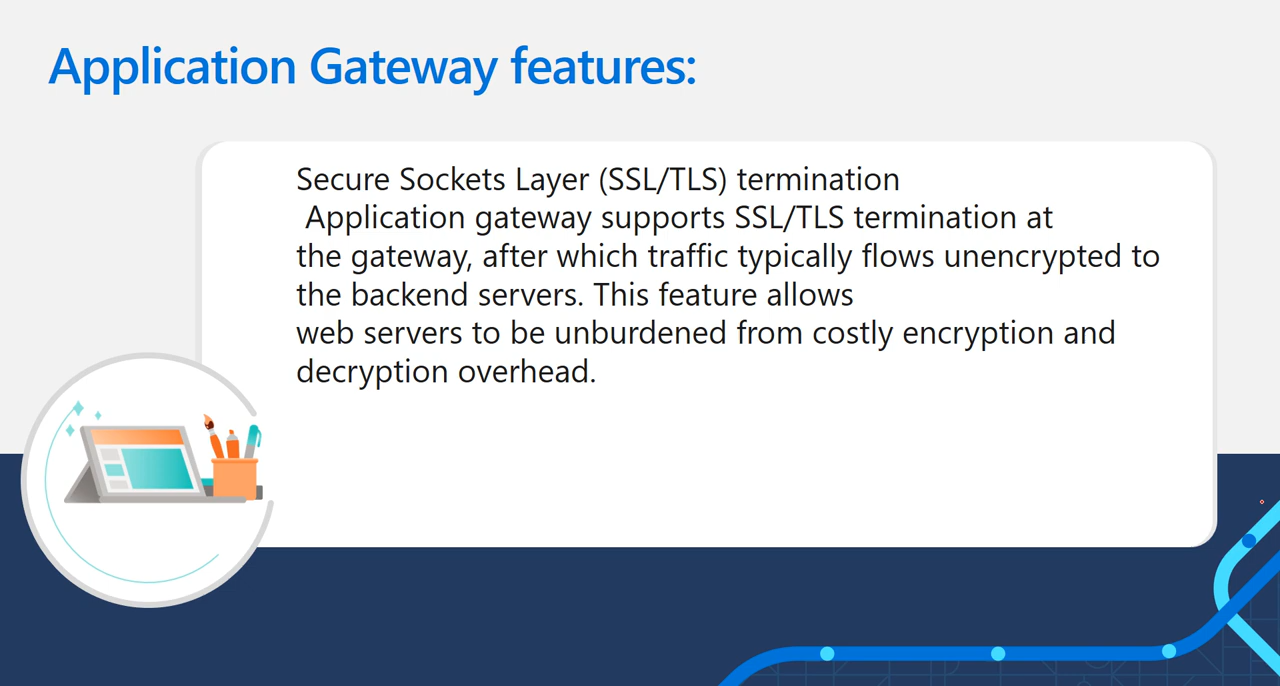 Application Gateway features:
Secure Sockets Layer (SSL/TLS) termination
Application gateway supports SSL/TLS termination at
the gateway, after which traffic typically flows unencrypted to
the backend servers. This feature allows
web servers to be unburdened from costly encryption and
decryption overhead.